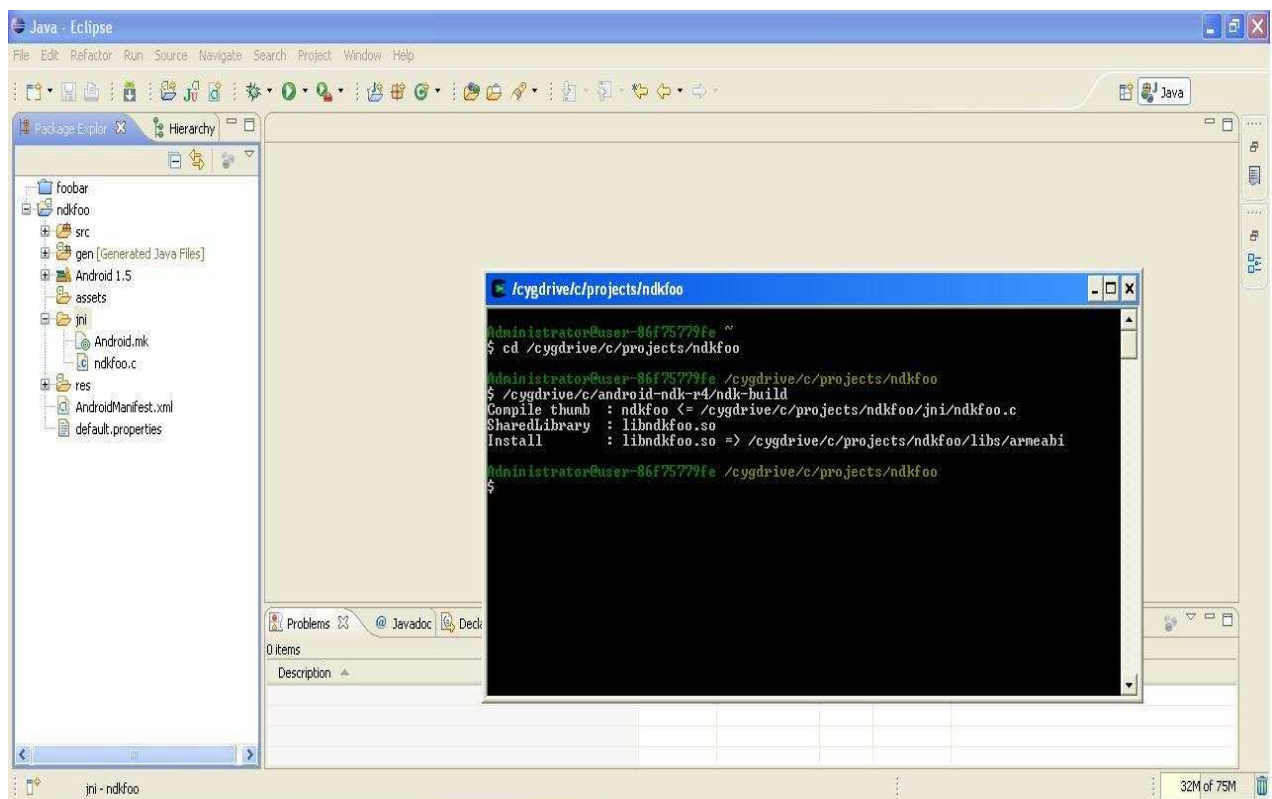 Java - Eclipse
File Edit Refactor Run Source Navigate Search Project Window Help
Java
Package Explor
Hierarchy
foobar
ndkfoo
src
gen [Generated Java Files]
Android 1.5
assets
jni
Android.mk
ndkfoo.c
res
AndroidManifest.xml
default.properties
/cygdrive/c/projects/ndkfoo
Administrator@user-86f75779fe ~
$ cd /cygdrive/c/projects/ndkfoo
Administrator@user-86f75779fe /cygdrive/c/projects/ndkfoo
$ /cygdrive/c/android-ndk-r4/ndk-build
Compile thumb : ndkfoo <= /cygdrive/c/projects/ndkfoo/jni/ndkfoo.c
SharedLibrary : libndkfoo.so
Install : libndkfoo.so => /cygdrive/c/projects/ndkfoo/libs/armeabi
Administrator@user-86f75779fe /cygdrive/c/projects/ndkfoo
$
Problems @ Javadoc Decla
0 items
Description
jni - ndkfoo
32M of 75M